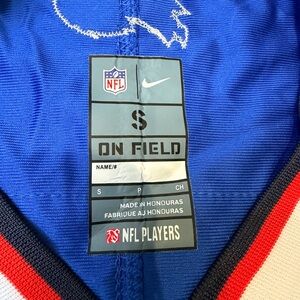 NFL
S
ON FIELD
NAME/#
S P CH
MADE IN HONDURAS
FABRIQUÉ AU HONDURAS
NFL PLAYERS